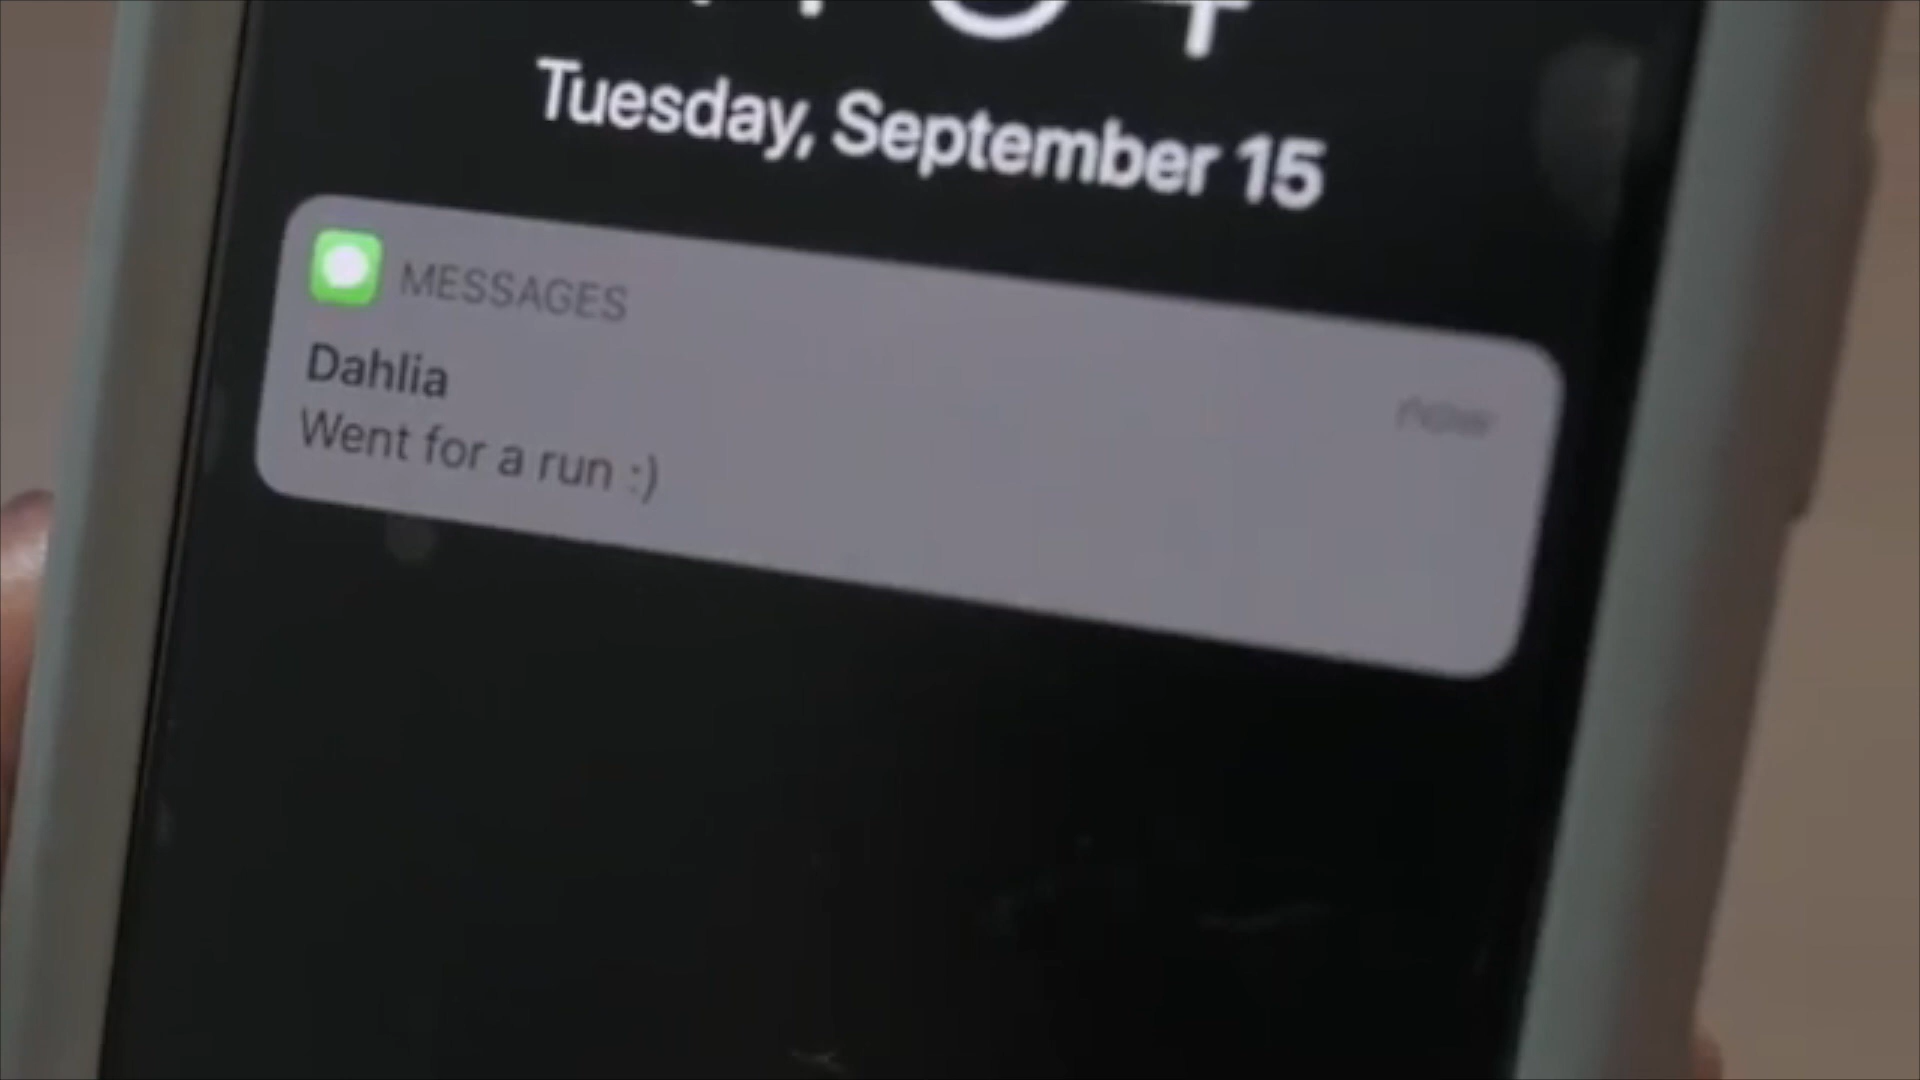 Tuesday, September 15
MESSAGES
now
Dahlia
Went for a run :)